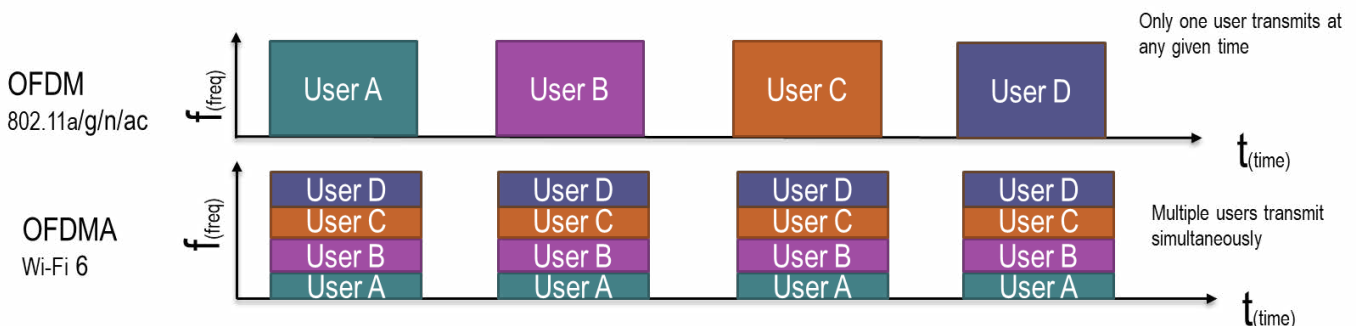 Only one user transmits at
any given time
OFDM
802.11a/g/n/ac
f(freq)
User A
User B
User C
User D
t(time)
OFDMA
Wi-Fi 6
f(freq)
User D
User C
User B
User A
User D
User C
User B
User A
User D
User C
User B
User A
User D
User C
User B
User A
Multiple users transmit
simultaneously
t(time)